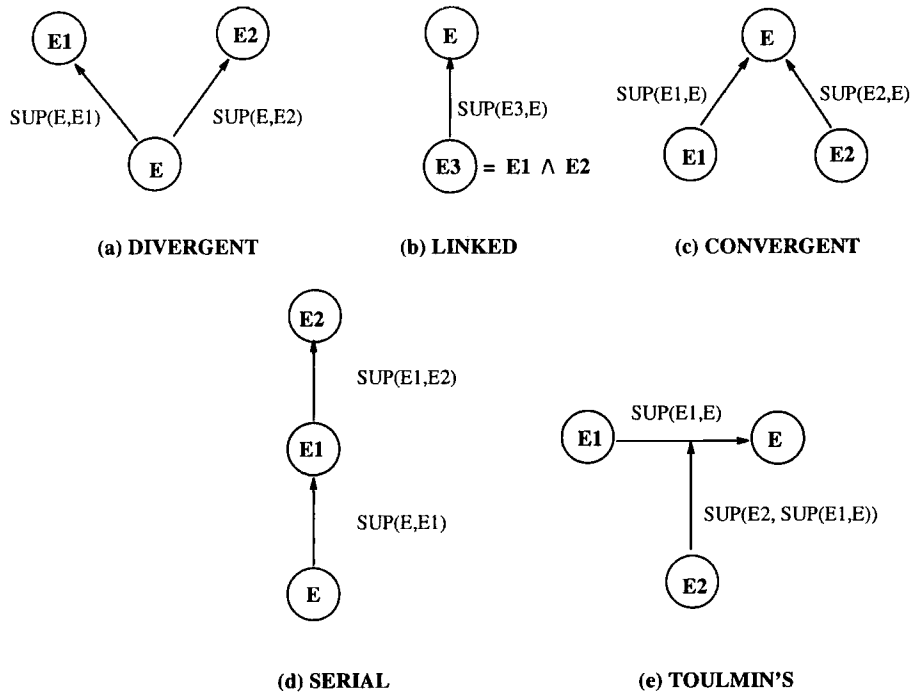 E1
E2
SUP(E,E1)
SUP(E,E2)
E
(a) DIVERGENT
E
SUP(E3,E)
E3 = E1 ∧ E2
(b) LINKED
E
SUP(E1,E)
SUP(E2,E)
E1
E2
(c) CONVERGENT
E2
SUP(E1,E2)
E1
SUP(E,E1)
E
(d) SERIAL
SUP(E1,E)
E1
E
SUP(E2, SUP(E1,E))
E2
(e) TOULMIN'S